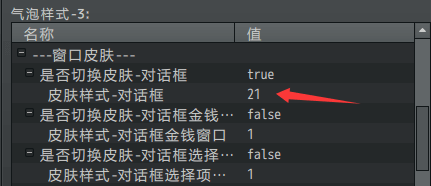 气泡样式-3:
名称 值
---窗口皮肤---
是否切换皮肤-对话框 true
皮肤样式-对话框 21
是否切换皮肤-对话框金钱… false
皮肤样式-对话框金钱窗口 1
是否切换皮肤-对话框选择… false
皮肤样式-对话框选择项… 1